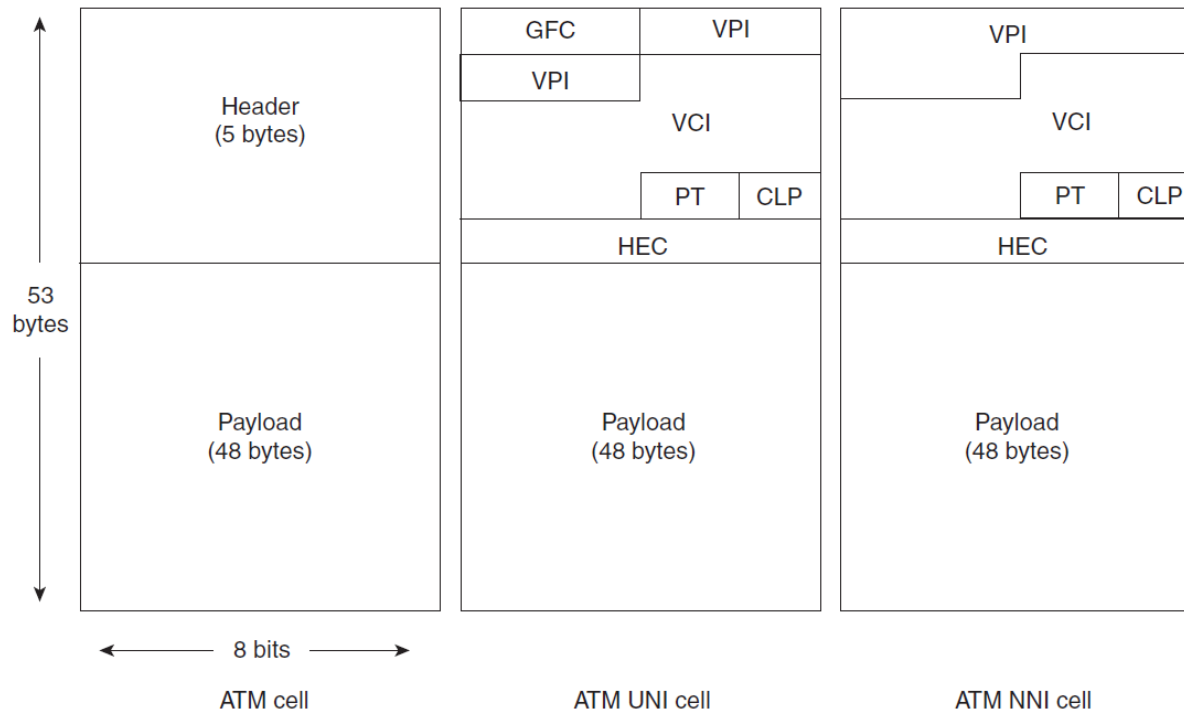 53
bytes
Header
(5 bytes)
Payload
(48 bytes)
8 bits
ATM cell
GFC
VPI
VPI
VCI
PT
CLP
HEC
Payload
(48 bytes)
ATM UNI cell
VPI
VCI
PT
CLP
HEC
Payload
(48 bytes)
ATM NNI cell